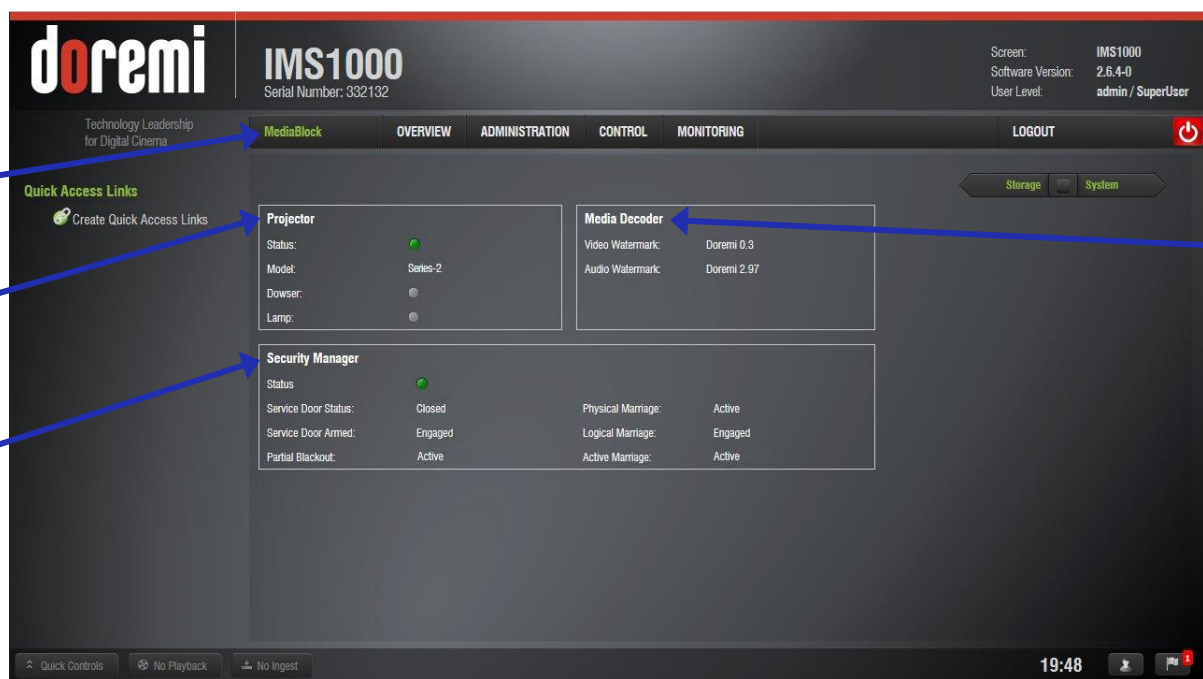 doremi
Technology Leadership
for Digital Cinema
IMS1000
Serial Number: 332132
Screen: IMS1000
Software Version: 2.6.4-0
User Level: admin / SuperUser
MediaBlock OVERVIEW ADMINISTRATION CONTROL MONITORING LOGOUT
Quick Access Links
Create Quick Access Links
Storage System
Projector
Status:
Model: Series-2
Dowser:
Lamp:
Media Decoder
Video Watermark: Doremi 0.3
Audio Watermark: Doremi 2.97
Security Manager
Status
Service Door Status: Closed Physical Marriage: Active
Service Door Armed: Engaged Logical Marriage: Engaged
Partial Blackout: Active Active Marriage: Active
Quick Controls No Playback No Ingest 19:48 1